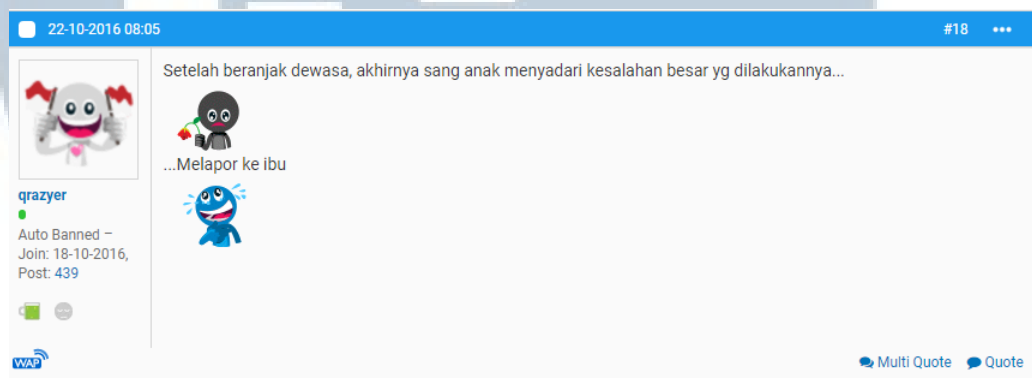 22-10-2016 08:05 #18
Setelah beranjak dewasa, akhirnya sang anak menyadari kesalahan besar yg dilakukannya...
...Melapor ke ibu
qrazyer
Auto Banned –
Join: 18-10-2016,
Post: 439
WAP
Multi Quote Quote